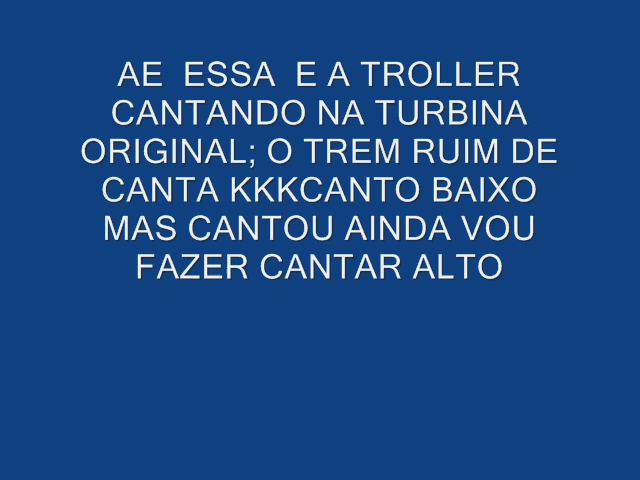 AE  ESSA  E A TROLLER
CANTANDO NA TURBINA
ORIGINAL; O TREM RUIM DE
CANTA KKKCANTO BAIXO
MAS CANTOU AINDA VOU
FAZER CANTAR ALTO